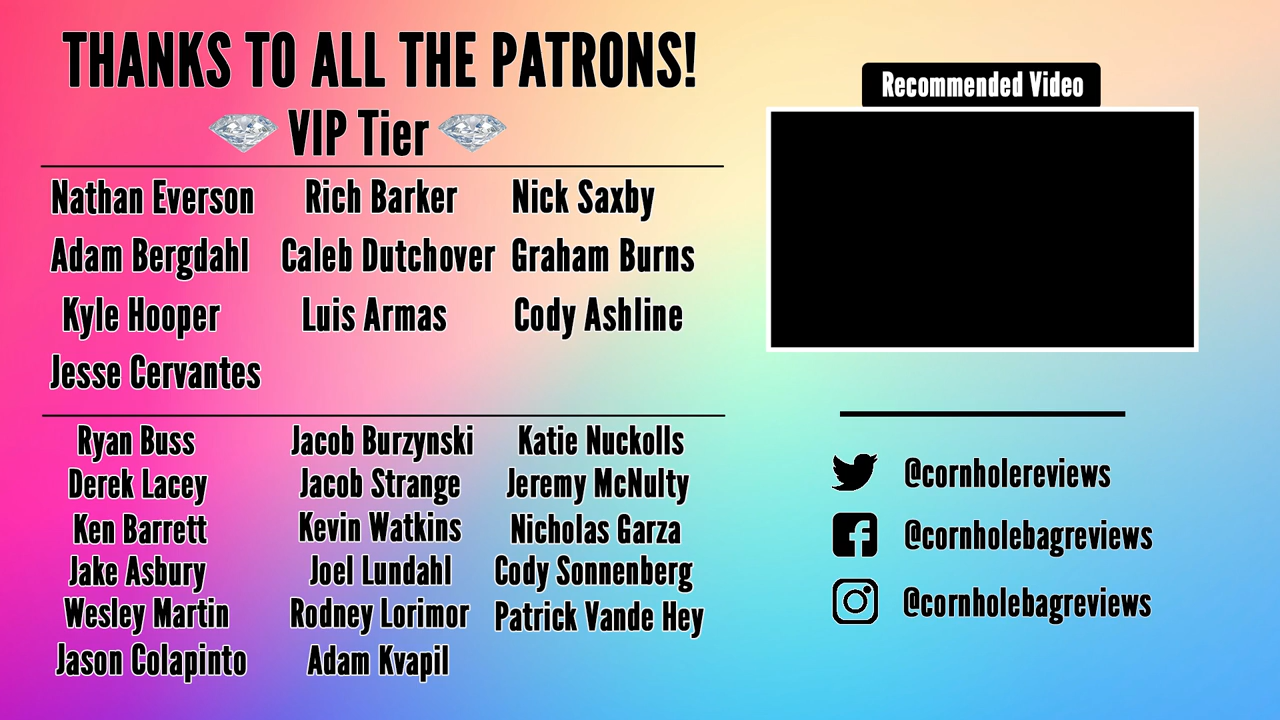 THANKS TO ALL THE PATRONS!
VIP Tier
Nathan Everson Rich Barker Nick Saxby
Adam Bergdahl Caleb Dutchover Graham Burns
Kyle Hooper Luis Armas Cody Ashline
Jesse Cervantes
Ryan Buss Jacob Burzynski Katie Nuckolls
Derek Lacey Jacob Strange Jeremy McNulty
Ken Barrett Kevin Watkins Nicholas Garza
Jake Asbury Joel Lundahl Cody Sonnenberg
Wesley Martin Rodney Lorimor Patrick Vande Hey
Jason Colapinto Adam Kvapil
Recommended Video
@cornholereviews
@cornholebagreviews
@cornholebagreviews